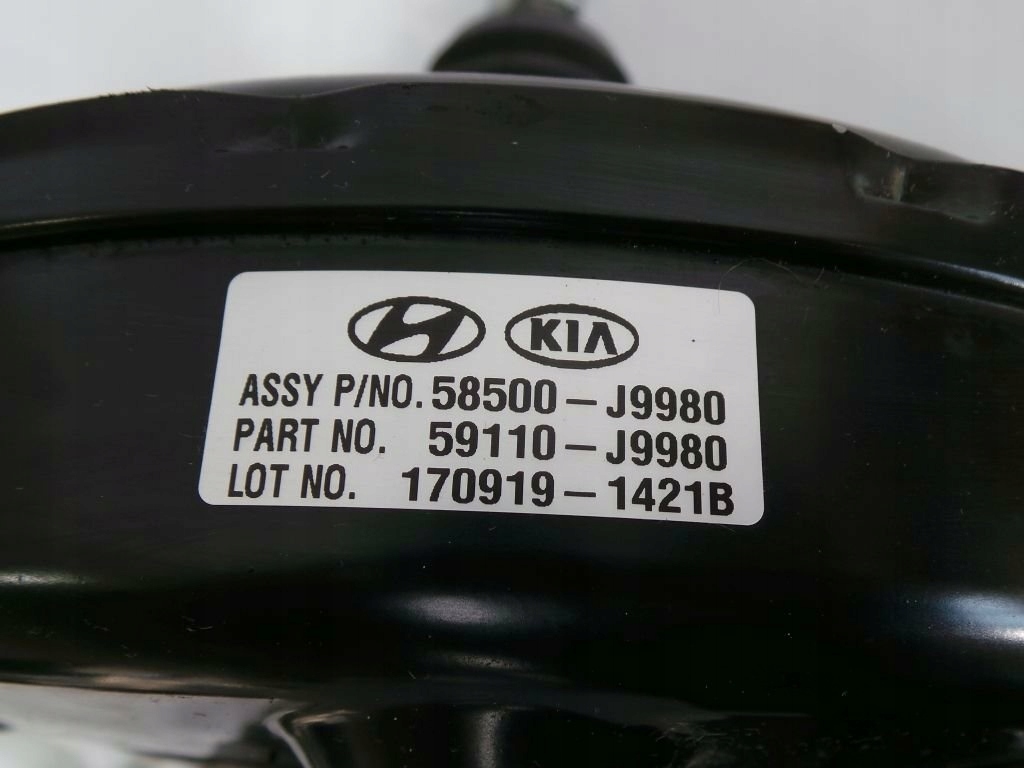 H KIA
ASSY P/NO. 58500-J9980
PART NO. 59110-J9980
LOT NO. 170919-1421B